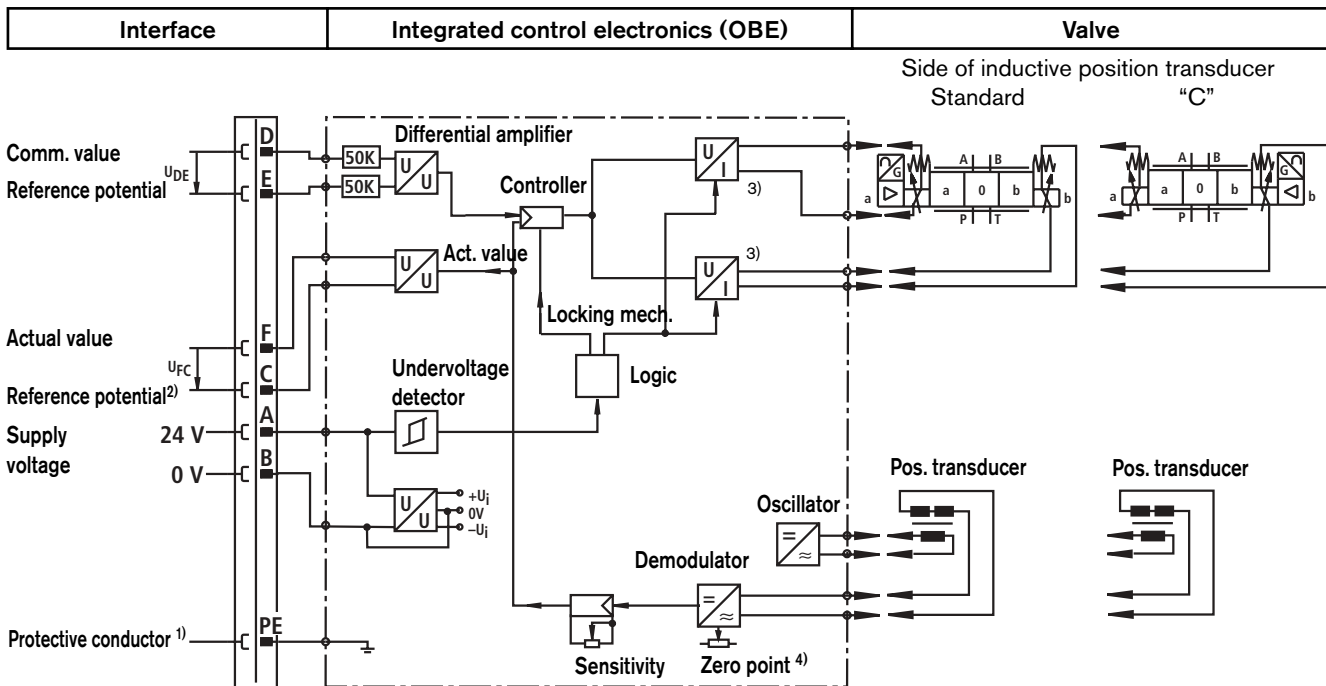 Interface
Integrated control electronics (OBE)
Valve
Side of inductive position transducer
Standard
"C"
Comm. value
Reference potential
U_DE
D
E
50K
50K
Differential amplifier
U
U
Controller
U
I
3)
A B
G
a
a 0 b
b
P T
A B
G
a
a 0 b
b
P T
U
U
Act. value
U
I
3)
Locking mech.
Logic
Actual value
F
U_FC
Reference potential²⁾
C
Undervoltage
detector
Supply
voltage
24 V
A
0 V
B
U
U
+Uᵢ
0V
−Uᵢ
Oscillator
=
≈
Pos. transducer
Pos. transducer
Demodulator
=
≈
Protective conductor ¹⁾
PE
Sensitivity
Zero point ⁴⁾